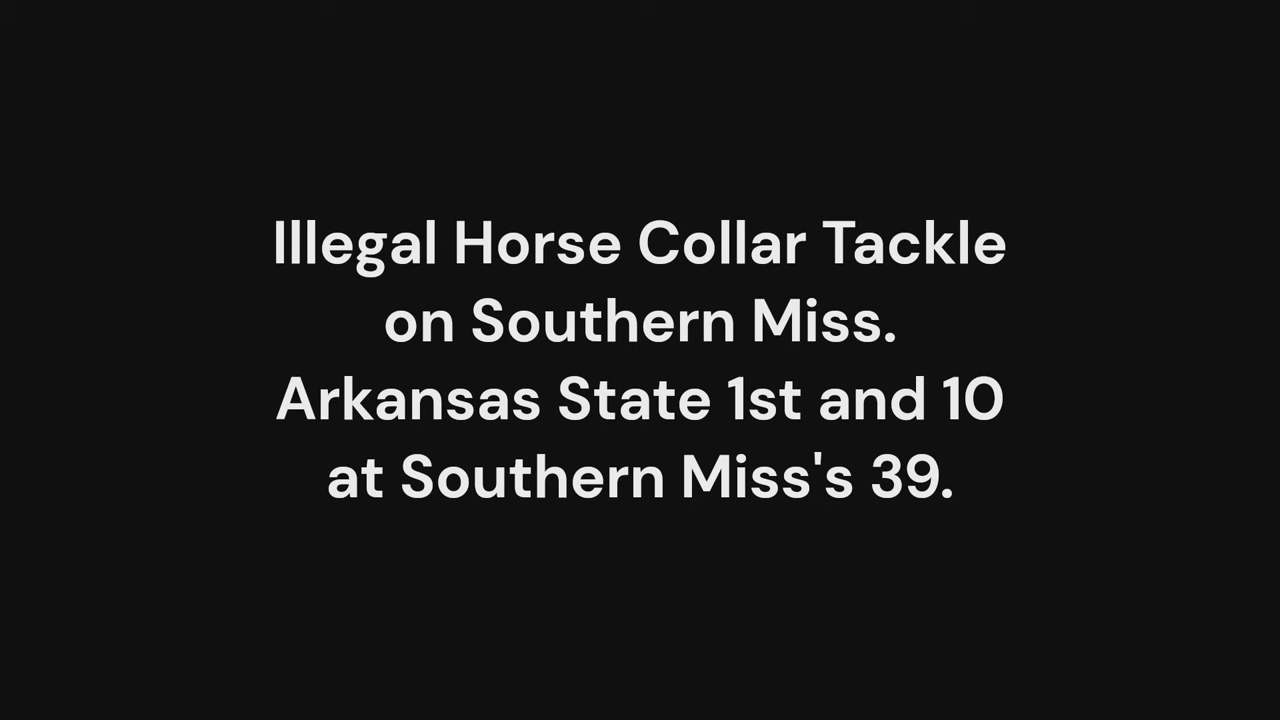 Illegal Horse Collar Tackle
on Southern Miss.
Arkansas State 1st and 10
at Southern Miss's 39.